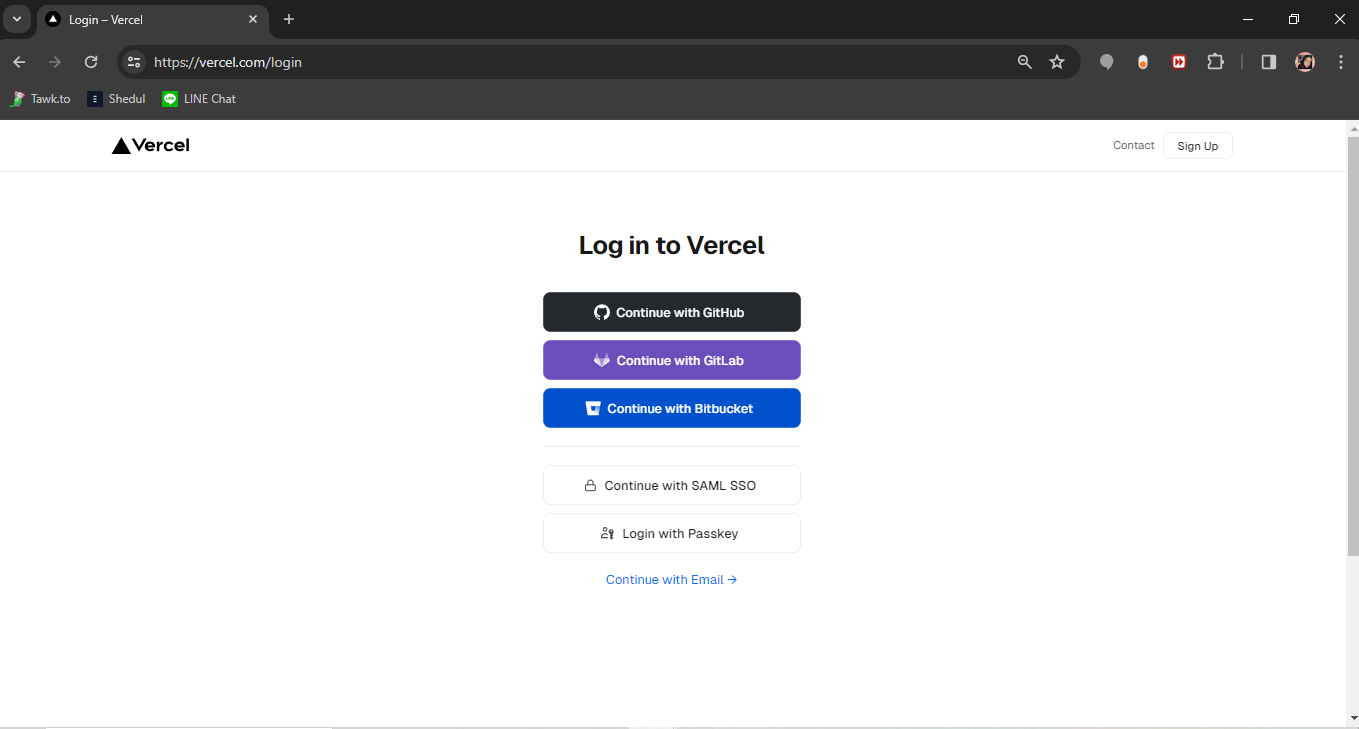 Login – Vercel
https://vercel.com/login
Tawk.to
Shedul
LINE Chat
Vercel
Contact
Sign Up
Log in to Vercel
Continue with GitHub
Continue with GitLab
Continue with Bitbucket
Continue with SAML SSO
Login with Passkey
Continue with Email →